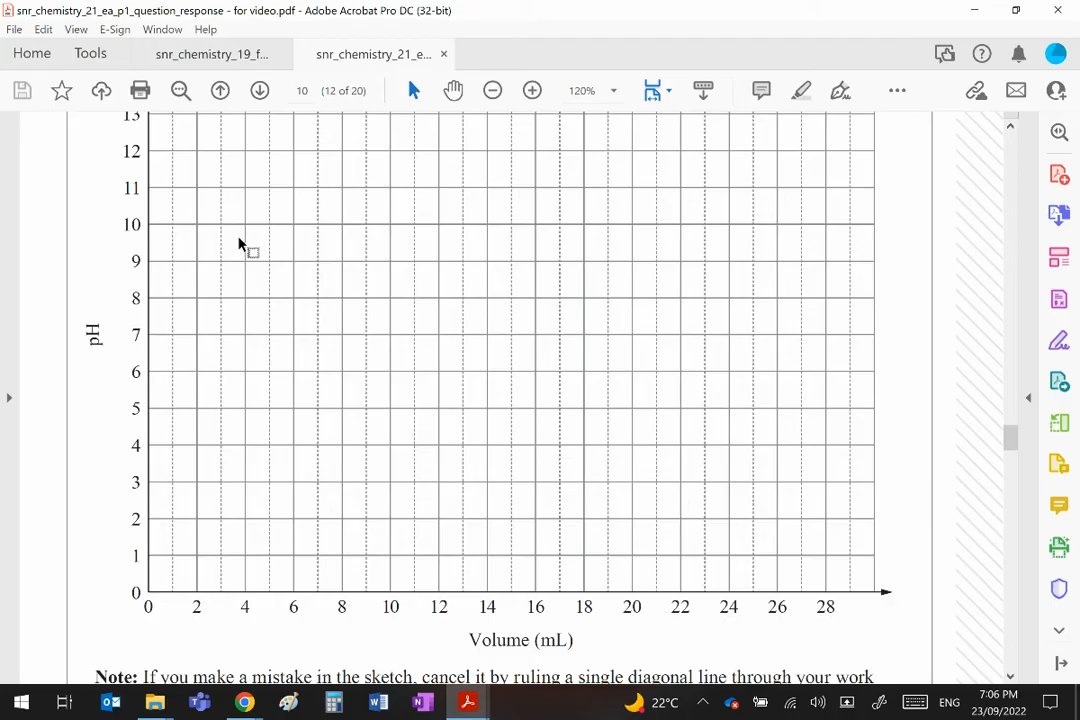 snr_chemistry_21_ea_p1_question_response - for video.pdf - Adobe Acrobat Pro DC (32-bit)
File Edit View E-Sign Window Help
Home Tools snr_chemistry_19_f... snr_chemistry_21_e... ×
10 (12 of 20) 120%
13
12
11
10
9
8
7
6
5
4
3
2
1
0
pH
0 2 4 6 8 10 12 14 16 18 20 22 24 26 28
Volume (mL)
Note: If you make a mistake in the sketch, cancel it by ruling a single diagonal line through your work
22°C ENG 7:06 PM
23/09/2022